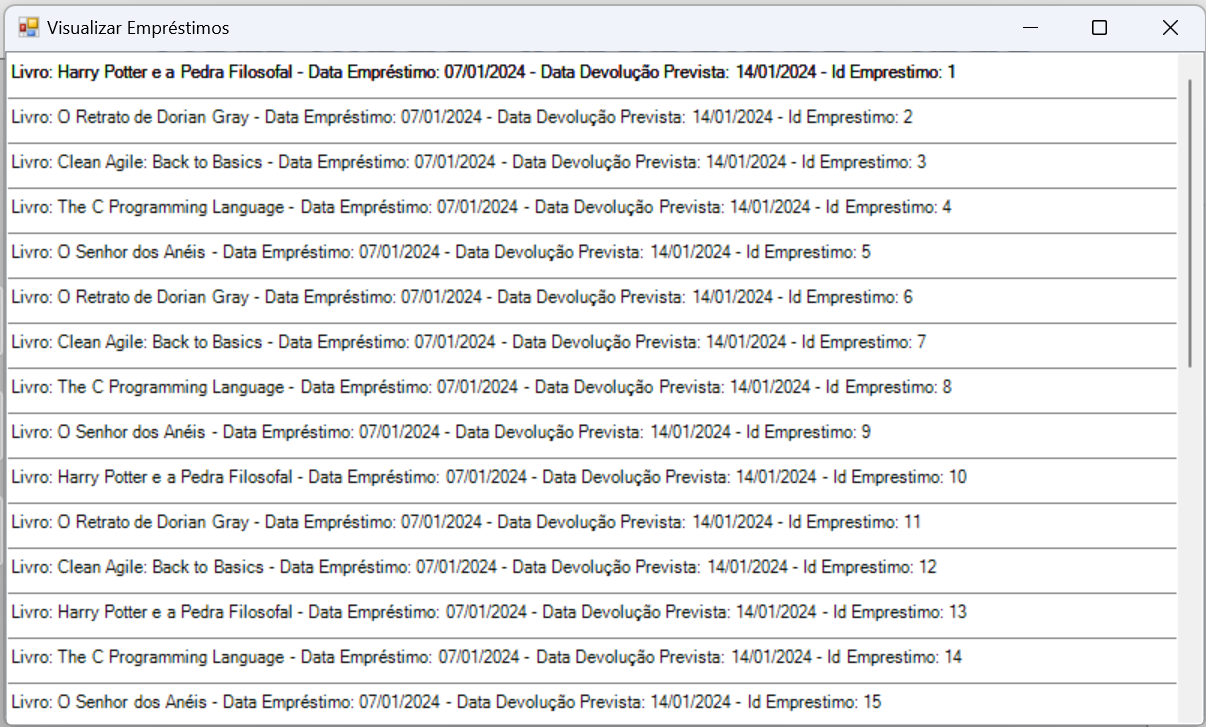 Visualizar Empréstimos
Livro: Harry Potter e a Pedra Filosofal - Data Empréstimo: 07/01/2024 - Data Devolução Prevista: 14/01/2024 - Id Emprestimo: 1
Livro: O Retrato de Dorian Gray - Data Empréstimo: 07/01/2024 - Data Devolução Prevista: 14/01/2024 - Id Emprestimo: 2
Livro: Clean Agile: Back to Basics - Data Empréstimo: 07/01/2024 - Data Devolução Prevista: 14/01/2024 - Id Emprestimo: 3
Livro: The C Programming Language - Data Empréstimo: 07/01/2024 - Data Devolução Prevista: 14/01/2024 - Id Emprestimo: 4
Livro: O Senhor dos Anéis - Data Empréstimo: 07/01/2024 - Data Devolução Prevista: 14/01/2024 - Id Emprestimo: 5
Livro: O Retrato de Dorian Gray - Data Empréstimo: 07/01/2024 - Data Devolução Prevista: 14/01/2024 - Id Emprestimo: 6
Livro: Clean Agile: Back to Basics - Data Empréstimo: 07/01/2024 - Data Devolução Prevista: 14/01/2024 - Id Emprestimo: 7
Livro: The C Programming Language - Data Empréstimo: 07/01/2024 - Data Devolução Prevista: 14/01/2024 - Id Emprestimo: 8
Livro: O Senhor dos Anéis - Data Empréstimo: 07/01/2024 - Data Devolução Prevista: 14/01/2024 - Id Emprestimo: 9
Livro: Harry Potter e a Pedra Filosofal - Data Empréstimo: 07/01/2024 - Data Devolução Prevista: 14/01/2024 - Id Emprestimo: 10
Livro: O Retrato de Dorian Gray - Data Empréstimo: 07/01/2024 - Data Devolução Prevista: 14/01/2024 - Id Emprestimo: 11
Livro: Clean Agile: Back to Basics - Data Empréstimo: 07/01/2024 - Data Devolução Prevista: 14/01/2024 - Id Emprestimo: 12
Livro: Harry Potter e a Pedra Filosofal - Data Empréstimo: 07/01/2024 - Data Devolução Prevista: 14/01/2024 - Id Emprestimo: 13
Livro: The C Programming Language - Data Empréstimo: 07/01/2024 - Data Devolução Prevista: 14/01/2024 - Id Emprestimo: 14
Livro: O Senhor dos Anéis - Data Empréstimo: 07/01/2024 - Data Devolução Prevista: 14/01/2024 - Id Emprestimo: 15